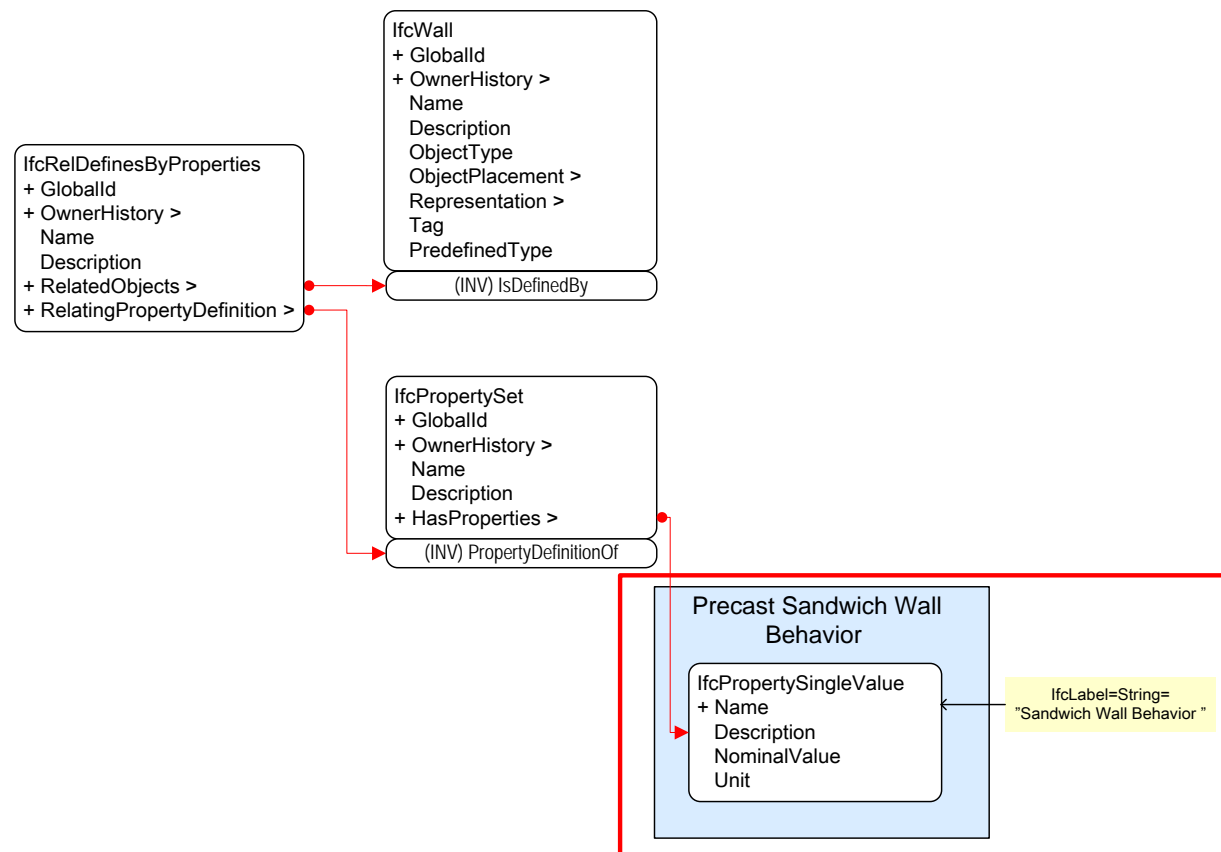 IfcWall
+ GlobalId
+ OwnerHistory >
Name
Description
ObjectType
ObjectPlacement >
Representation >
Tag
PredefinedType
(INV) IsDefinedBy
IfcRelDefinesByProperties
+ GlobalId
+ OwnerHistory >
Name
Description
+ RelatedObjects >
+ RelatingPropertyDefinition >
IfcPropertySet
+ GlobalId
+ OwnerHistory >
Name
Description
+ HasProperties >
(INV) PropertyDefinitionOf
Precast Sandwich Wall
Behavior
IfcPropertySingleValue
+ Name
Description
NominalValue
Unit
IfcLabel=String=
”Sandwich Wall Behavior ”